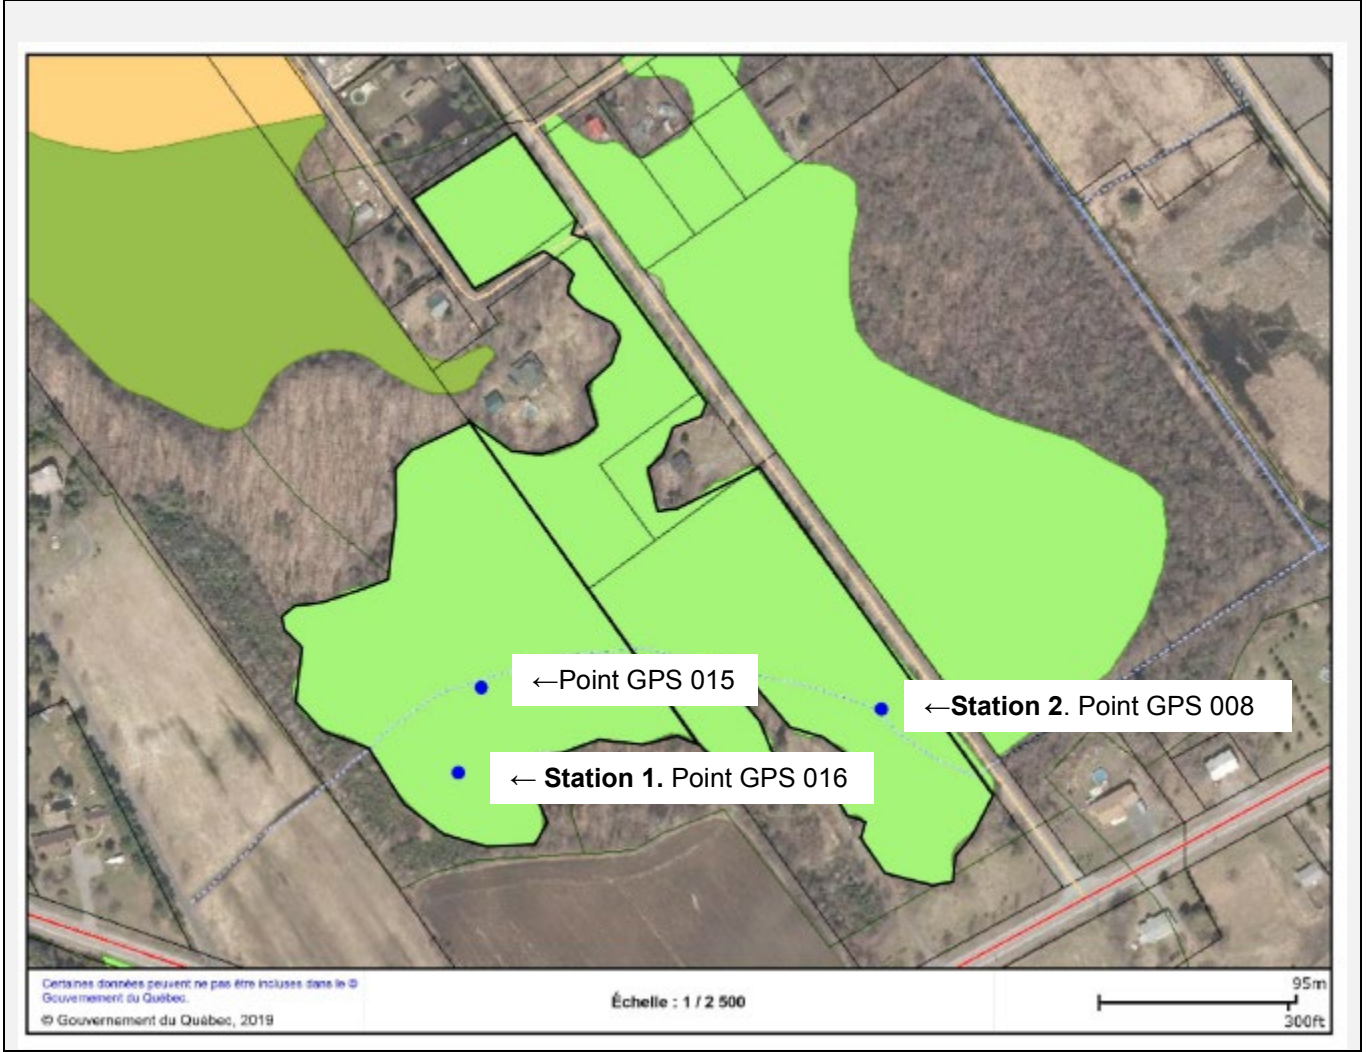 ←Point GPS 015
←Station 2. Point GPS 008
← Station 1. Point GPS 016
Certaines données peuvent ne pas être incluses dans le ©
Gouvernement du Québec.
© Gouvernement du Québec, 2019
Échelle : 1 / 2 500
95m
300ft